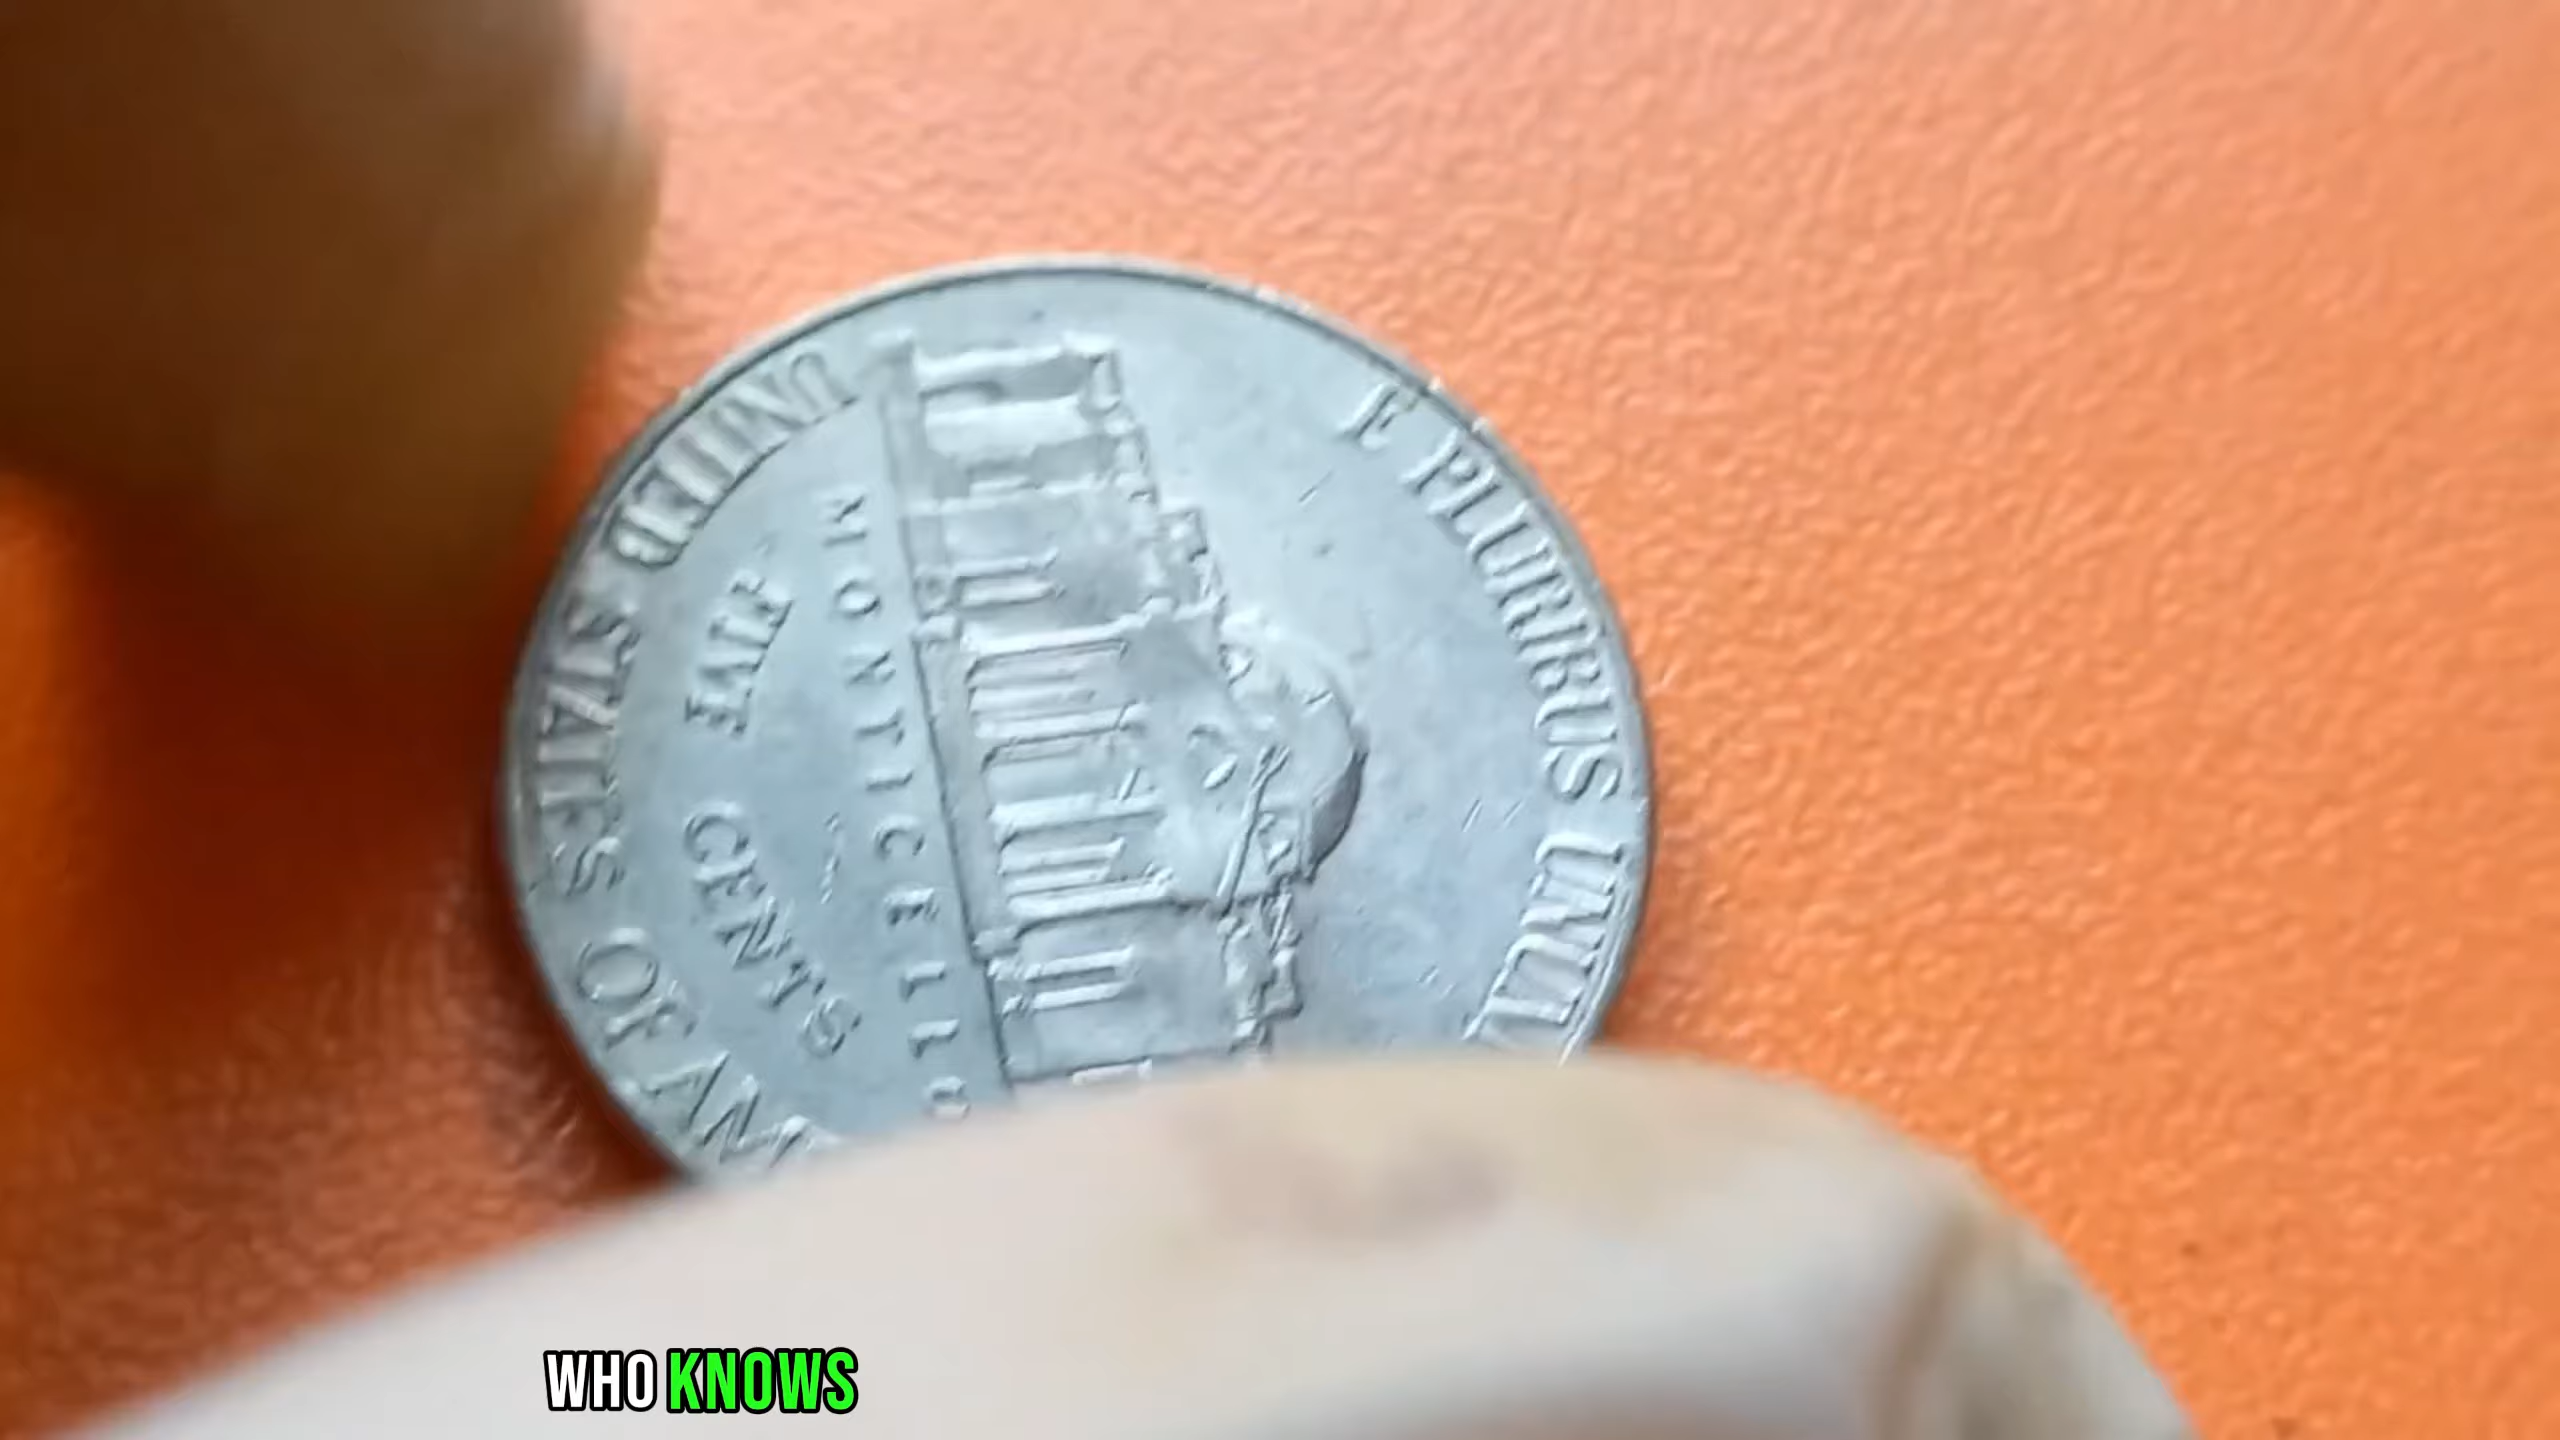 E PLURIBUS UNU
MONTICELLO
FIVE CENTS
UNITED STATES OF AM
WHO KNOWS